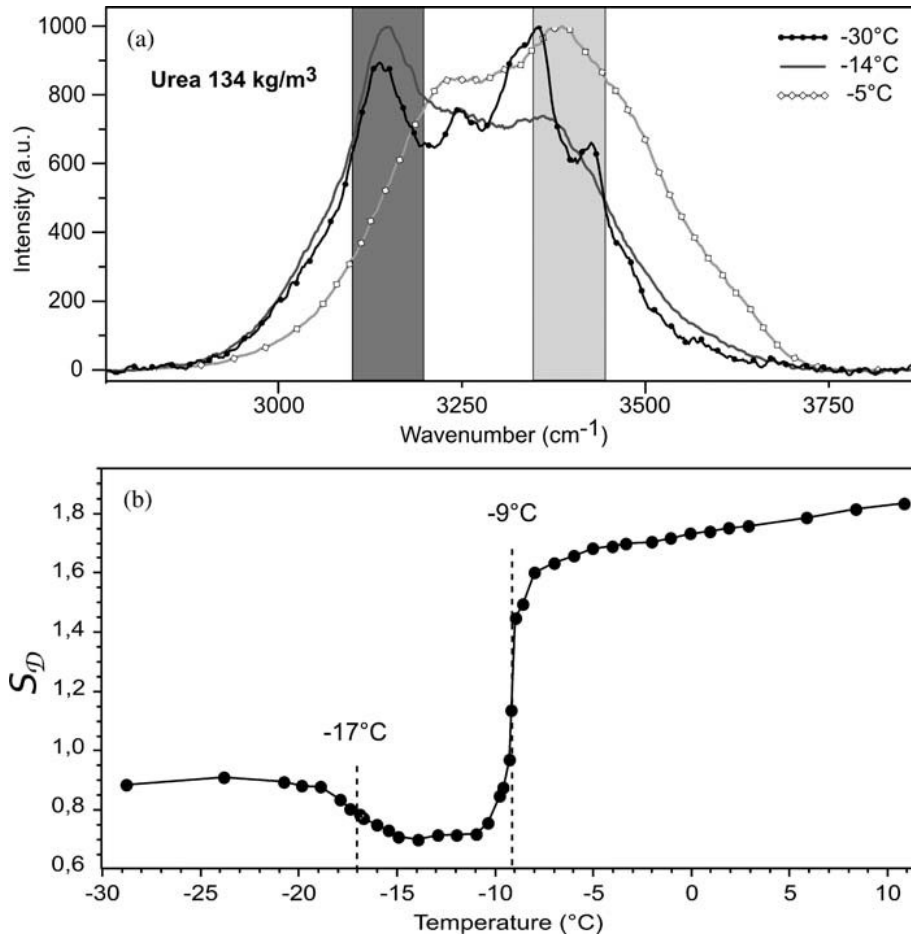 (a)
Urea 134 kg/m³
-30°C
-14°C
-5°C
1000
800
600
400
200
0
Intensity (a.u.)
3000 3250 3500 3750
Wavenumber (cm⁻¹)
(b)
-9°C
-17°C
1,8
1,6
1,4
1,2
1,0
0,8
0,6
S𝒟
-30 -25 -20 -15 -10 -5 0 5 10
Temperature (°C)